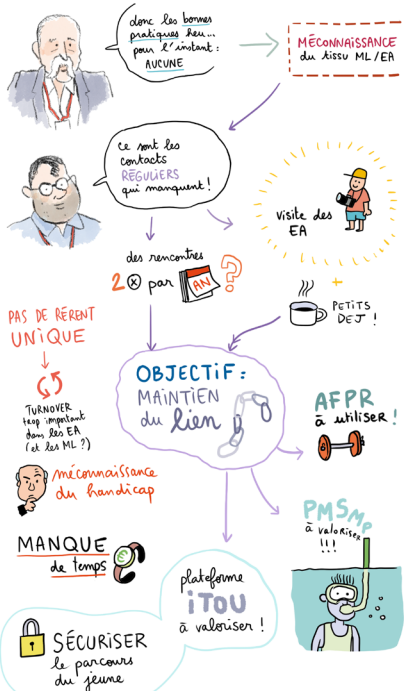 donc les bonnes
pratiques heu...
pour l'instant:
AUCUNE
MÉCONNAISSANCE
du tissu ML/EA
ce sont les
contacts
RÉGULIERS
qui manquent!
visite des
EA
des rencontres
2 x par AN ?
+
PETITS
DEJ !
PAS DE RÉRENT
UNIQUE
OBJECTIF:
MAINTIEN
du lien
TURNOVER
trop important
dans les EA
(et les ML ?)
AFPR
à utiliser !
méconnaissance
du handicap
PMSMP
à valoriser
!!!
MANQUE
de temps
€
plateforme
iTOU
à valoriser !
SÉCURISER
le parcours
du jeune